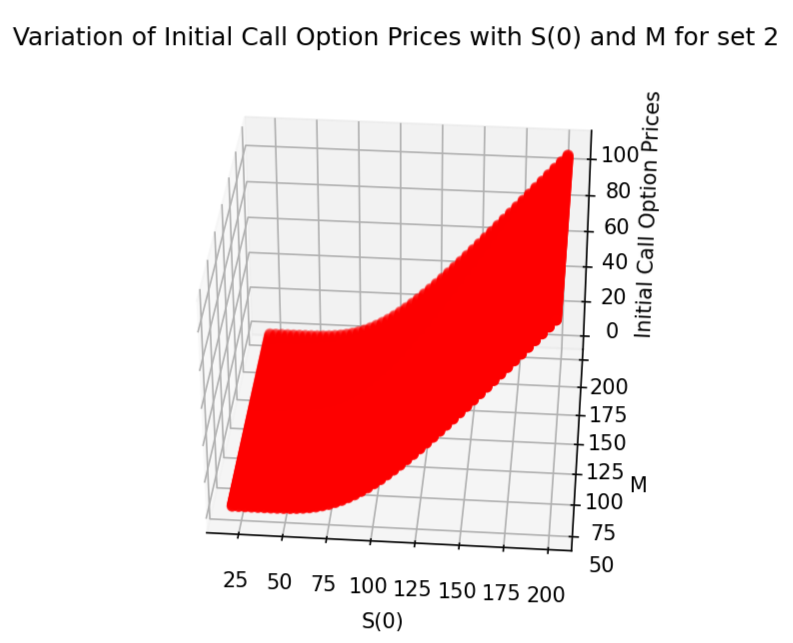 Variation of Initial Call Option Prices with S(0) and M for set 2
100
80
60
40
20
0
Initial Call Option Prices
200
175
150
125
100
75
50
M
25 50 75 100 125 150 175 200
S(0)